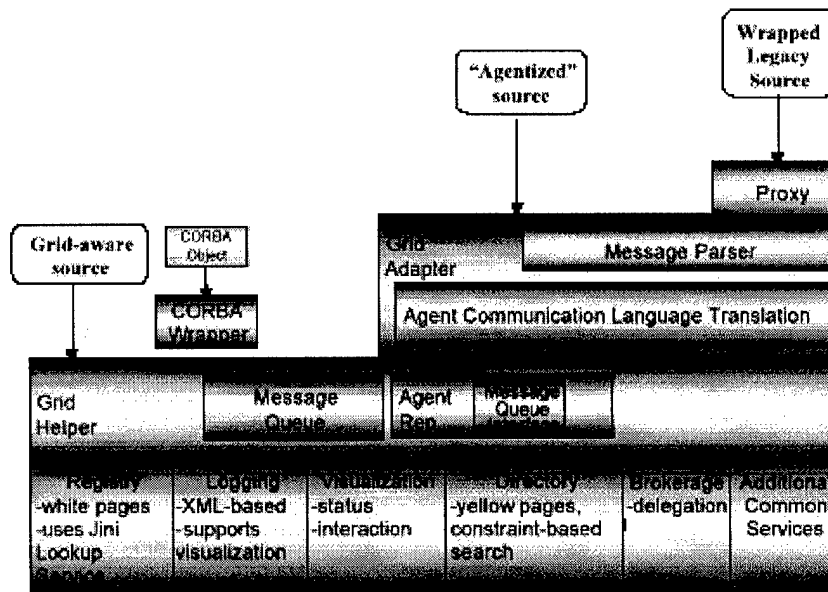 Wrapped
Legacy
Source
“Agentized”
source
Proxy
Grid-aware
source
CORBA
Object
Grid
Adapter
Message Parser
CORBA
Wrapper
Agent Communication Language Translation
Grid
Helper
Message
Queue
Agent
Rep
Message
Queue
Registry
-white pages
-uses Jini
Lookup
Service
Logging
-XML-based
-supports
visualization
Visualization
-status
-interaction
Directory
-yellow pages,
constraint-based
search
Brokerage
-delegation
Additional
Common
Services